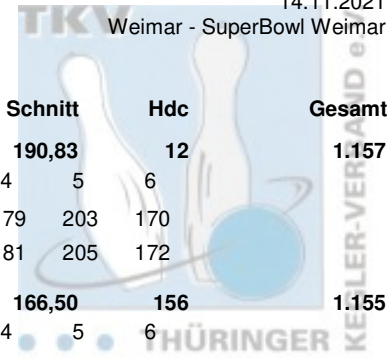 14.11.2021
TKV
Weimar - SuperBowl Weimar
Schnitt Hdc Gesamt
190,83 12 1.157
4 5 6
79 203 170
81 205 172
166,50 156 1.155
4 5 6
THÜRINGER
KEGLER-VERBAND e.V.